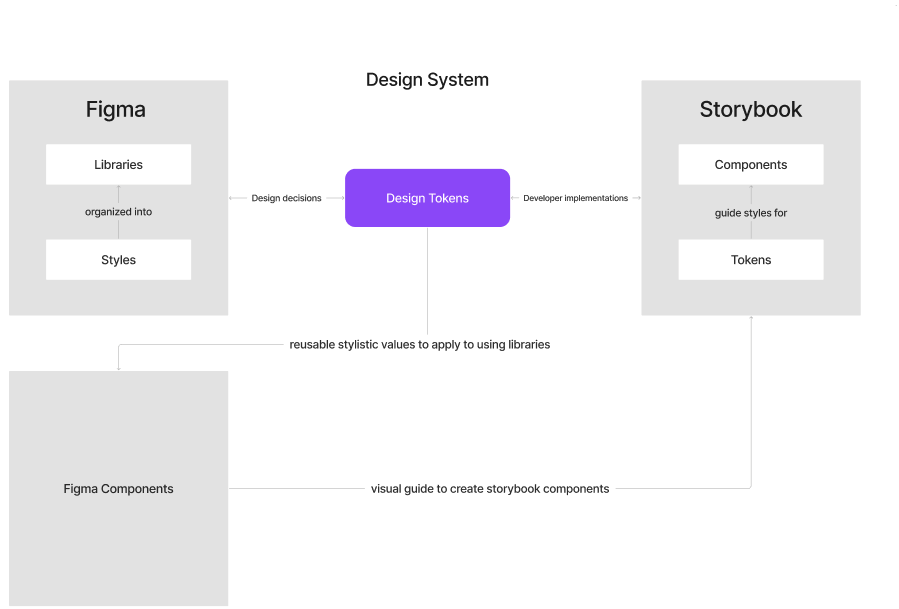 Design System
Figma
Storybook
Libraries
Components
Design decisions
Design Tokens
Developer implementations
organized into
guide styles for
Styles
Tokens
reusable stylistic values to apply to using libraries
Figma Components
visual guide to create storybook components